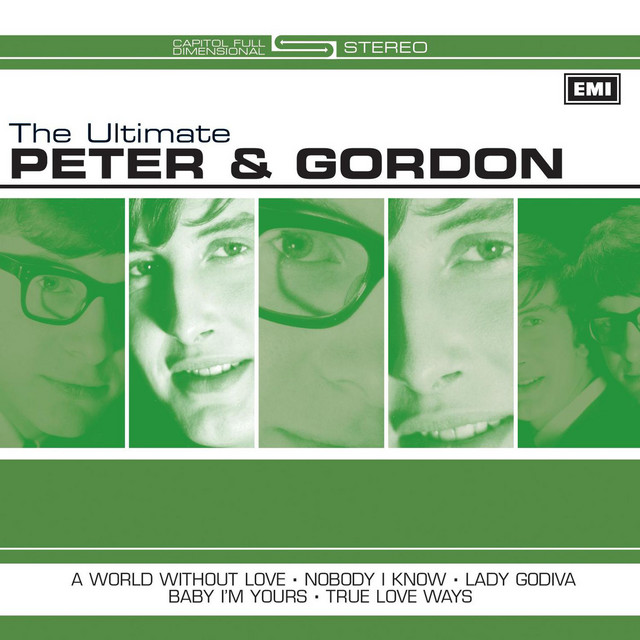 CAPITOL FULL
DIMENSIONAL
STEREO
EMI
The Ultimate
PETER & GORDON
A WORLD WITHOUT LOVE • NOBODY I KNOW • LADY GODIVA
BABY I'M YOURS • TRUE LOVE WAYS